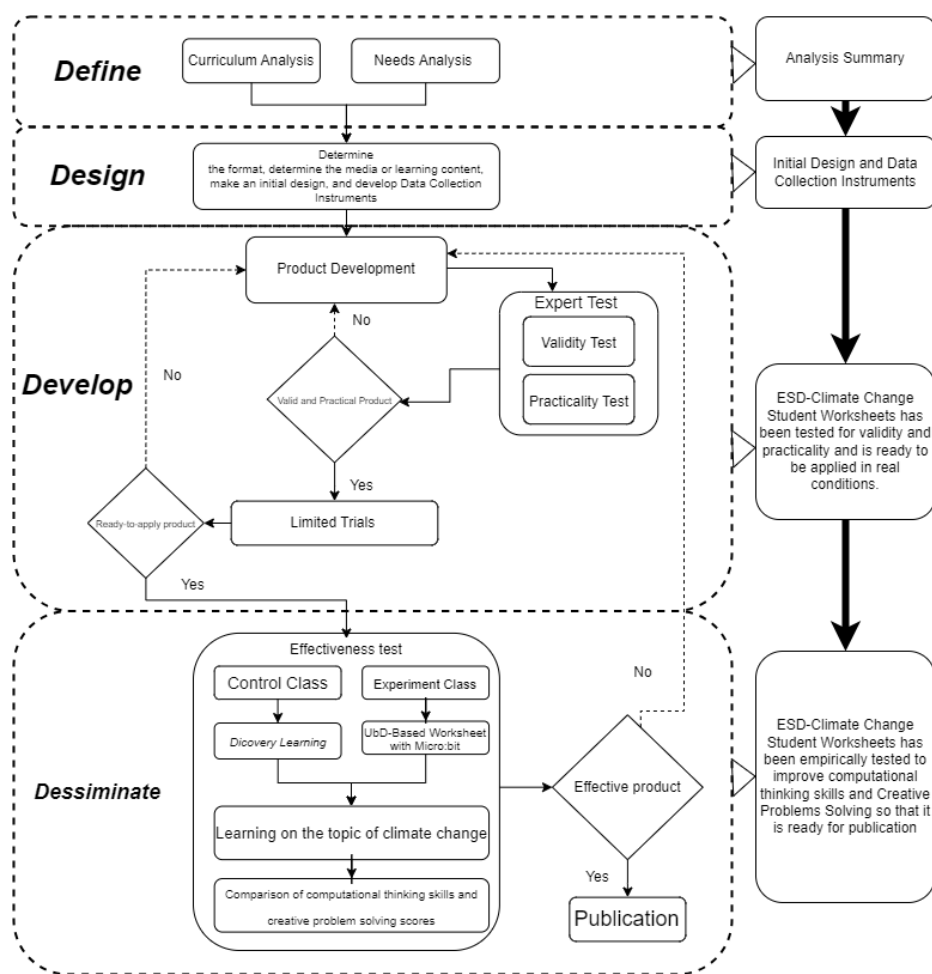 Define
Curriculum Analysis
Needs Analysis
Analysis Summary
Design
Determine
the format, determine the media or learning content,
make an initial design, and develop Data Collection
Instruments
Initial Design and Data
Collection Instruments
Develop
Product Development
Expert Test
Validity Test
Practicality Test
No
No
Valid and Practical Product
Yes
Limited Trials
Ready-to-apply product
Yes
ESD-Climate Change
Student Worksheets has
been tested for validity and
practicality and is ready to
be applied in real
conditions.
Dessiminate
Effectiveness test
Control Class
Experiment Class
Dicovery Learning
UbD-Based Worksheet
with Micro:bit
Learning on the topic of climate change
Comparison of computational thinking skills and
creative problem solving scores
No
Effective product
Yes
Publication
ESD-Climate Change
Student Worksheets has
been empirically tested to
improve computational
thinking skills and Creative
Problems Solving so that it
is ready for publication